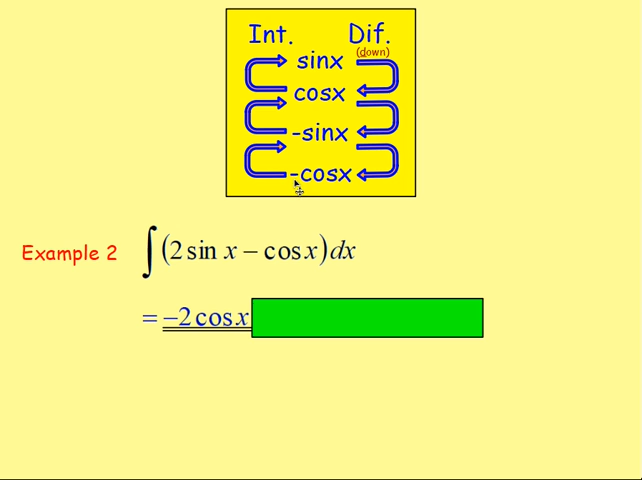 Int. Dif.
(down)
sinx
cosx
-sinx
-cosx
Example 2 ∫(2 sin x − cos x)dx
= −2 cos x